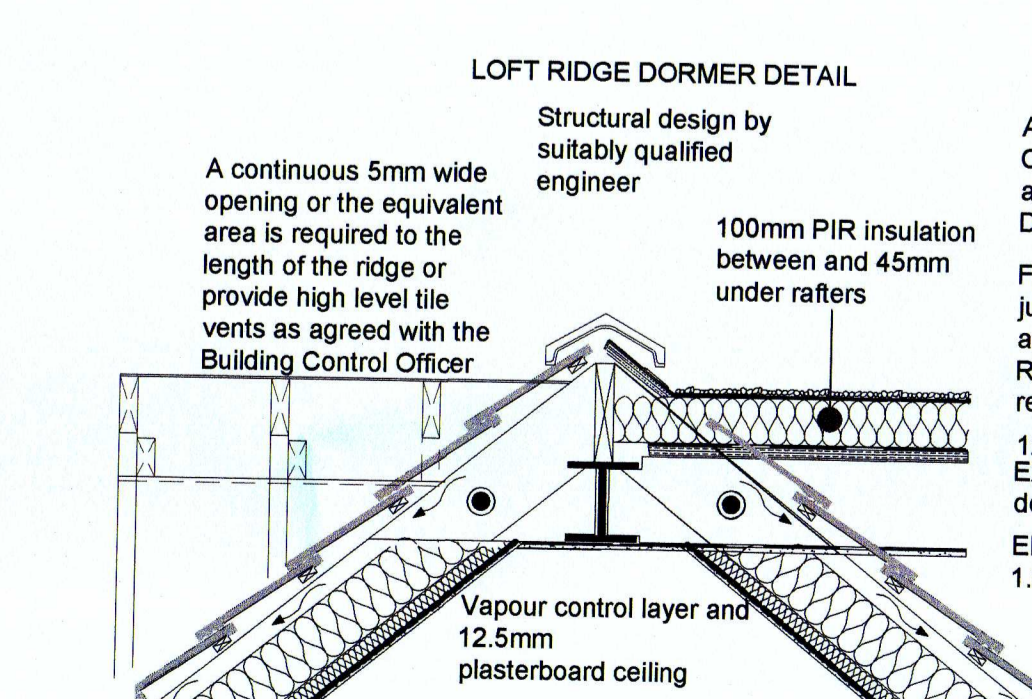 LOFT RIDGE DORMER DETAIL
Structural design by
suitably qualified
engineer
A continuous 5mm wide
opening or the equivalent
area is required to the
length of the ridge or
provide high level tile
vents as agreed with the
Building Control Officer
100mm PIR insulation
between and 45mm
under rafters
Vapour control layer and
12.5mm
plasterboard ceiling